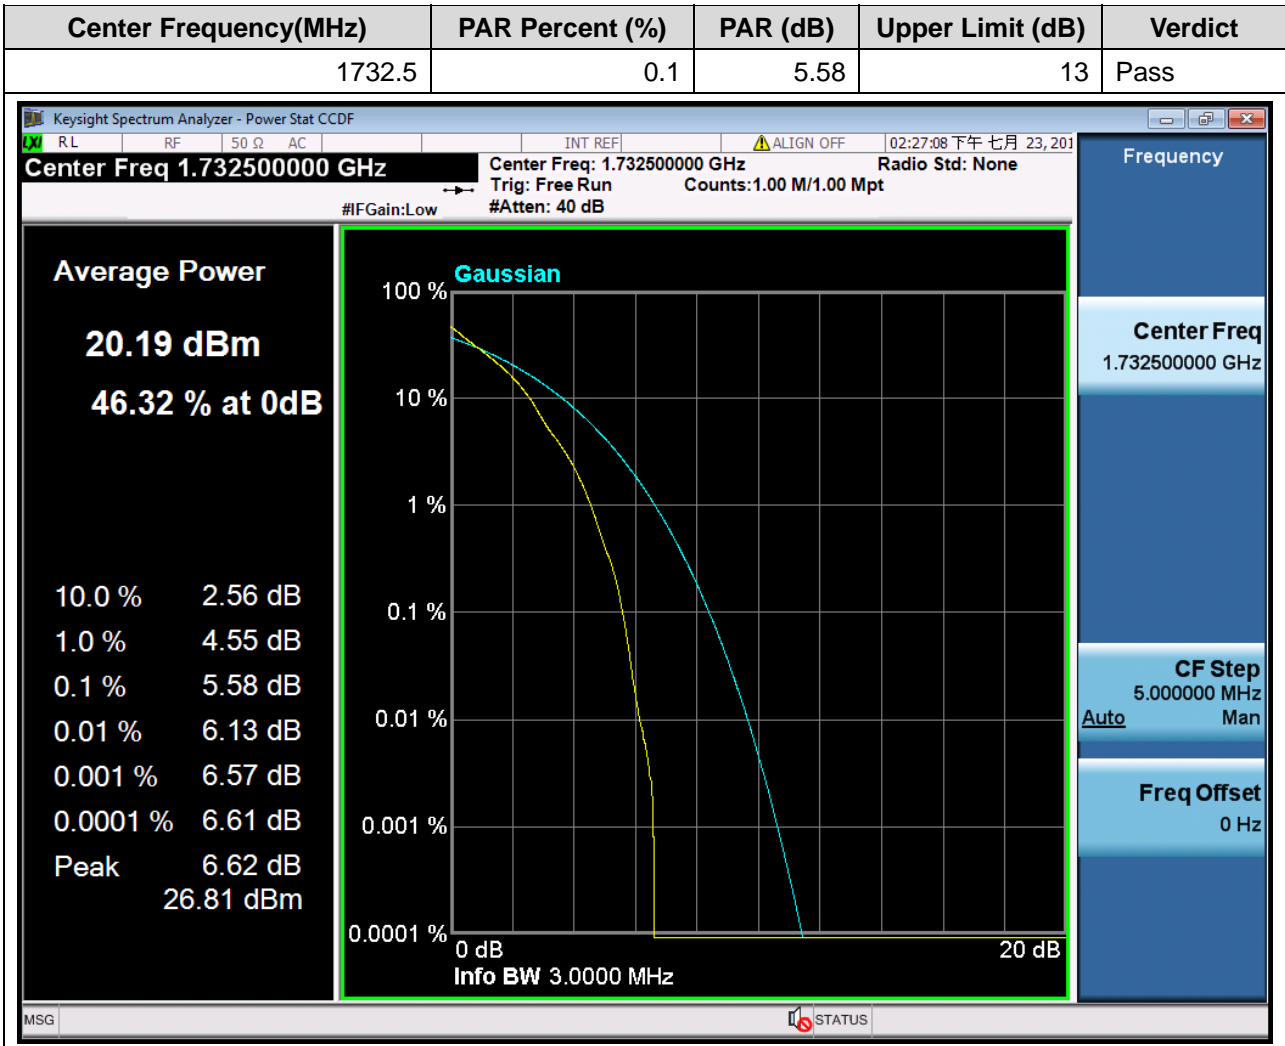 Center Frequency(MHz) PAR Percent (%) PAR (dB) Upper Limit (dB) Verdict
1732.5 0.1 5.58 13 Pass
Keysight Spectrum Analyzer - Power Stat CCDF
LXI RL RF 50 Ω AC INT REF ALIGN OFF 02:27:08 下午 七月 23, 201
Center Freq 1.732500000 GHz
Center Freq: 1.732500000 GHz Radio Std: None
Trig: Free Run Counts:1.00 M/1.00 Mpt
#IFGain:Low #Atten: 40 dB
Frequency
Average Power
20.19 dBm
46.32 % at 0dB
10.0 % 2.56 dB
1.0 % 4.55 dB
0.1 % 5.58 dB
0.01 % 6.13 dB
0.001 % 6.57 dB
0.0001 % 6.61 dB
Peak 6.62 dB
26.81 dBm
Gaussian
100 %
10 %
1 %
0.1 %
0.01 %
0.001 %
0.0001 %
0 dB 20 dB
Info BW 3.0000 MHz
Center Freq
1.732500000 GHz
CF Step
5.000000 MHz
Auto Man
Freq Offset
0 Hz
MSG STATUS